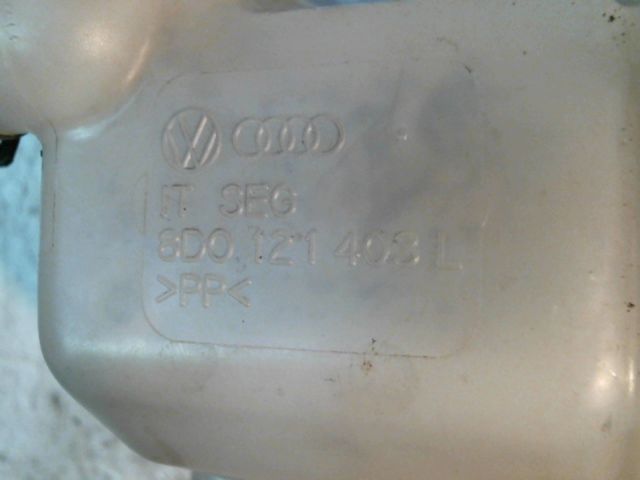 IT SEG
8D0 121 403 L
>PP<